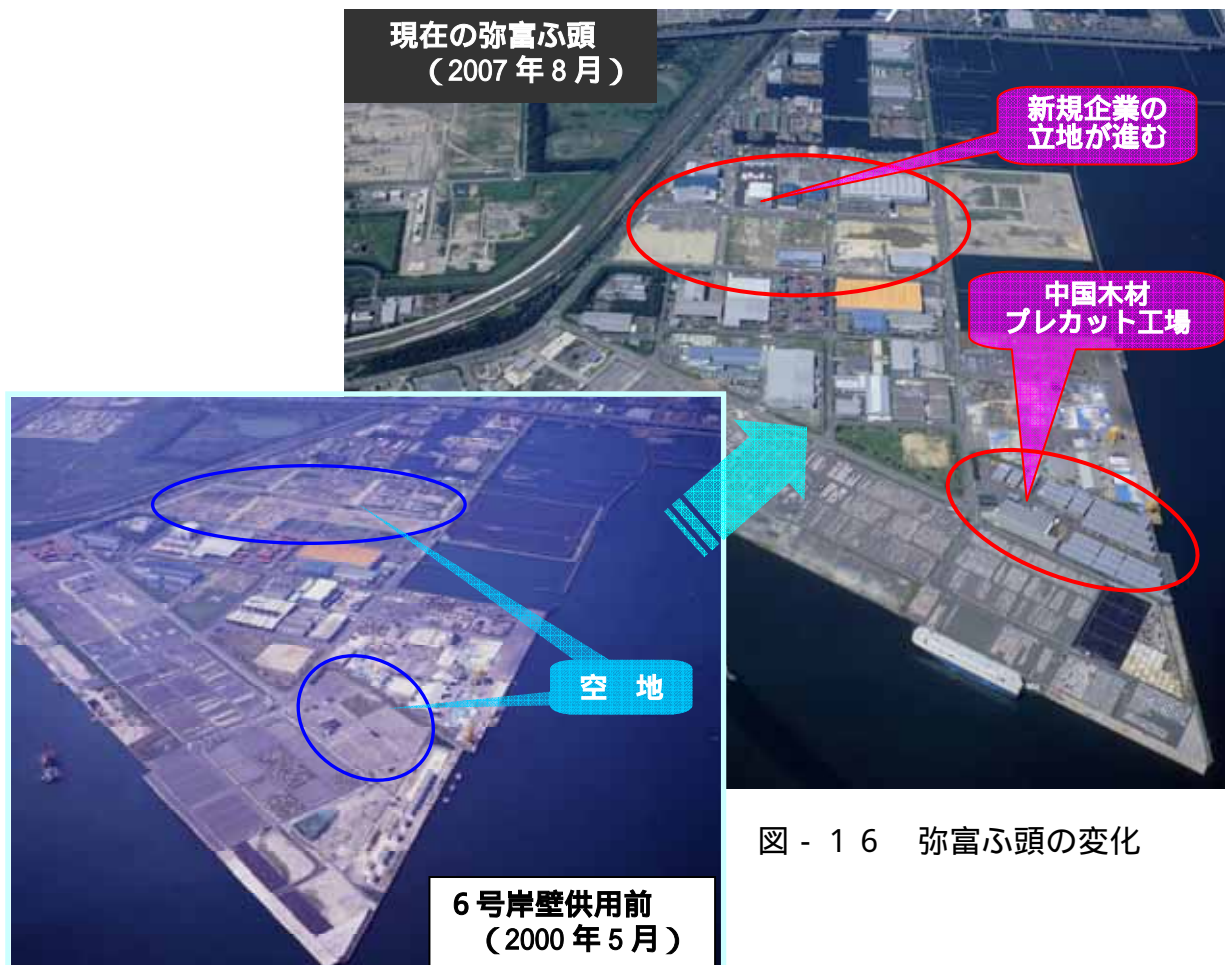 現在の弥富ふ頭
（2007年8月）
新規企業の
立地が進む
中国木材
プレカット工場
空　地
6号岸壁供用前
（2000年5月）
図-16　弥富ふ頭の変化